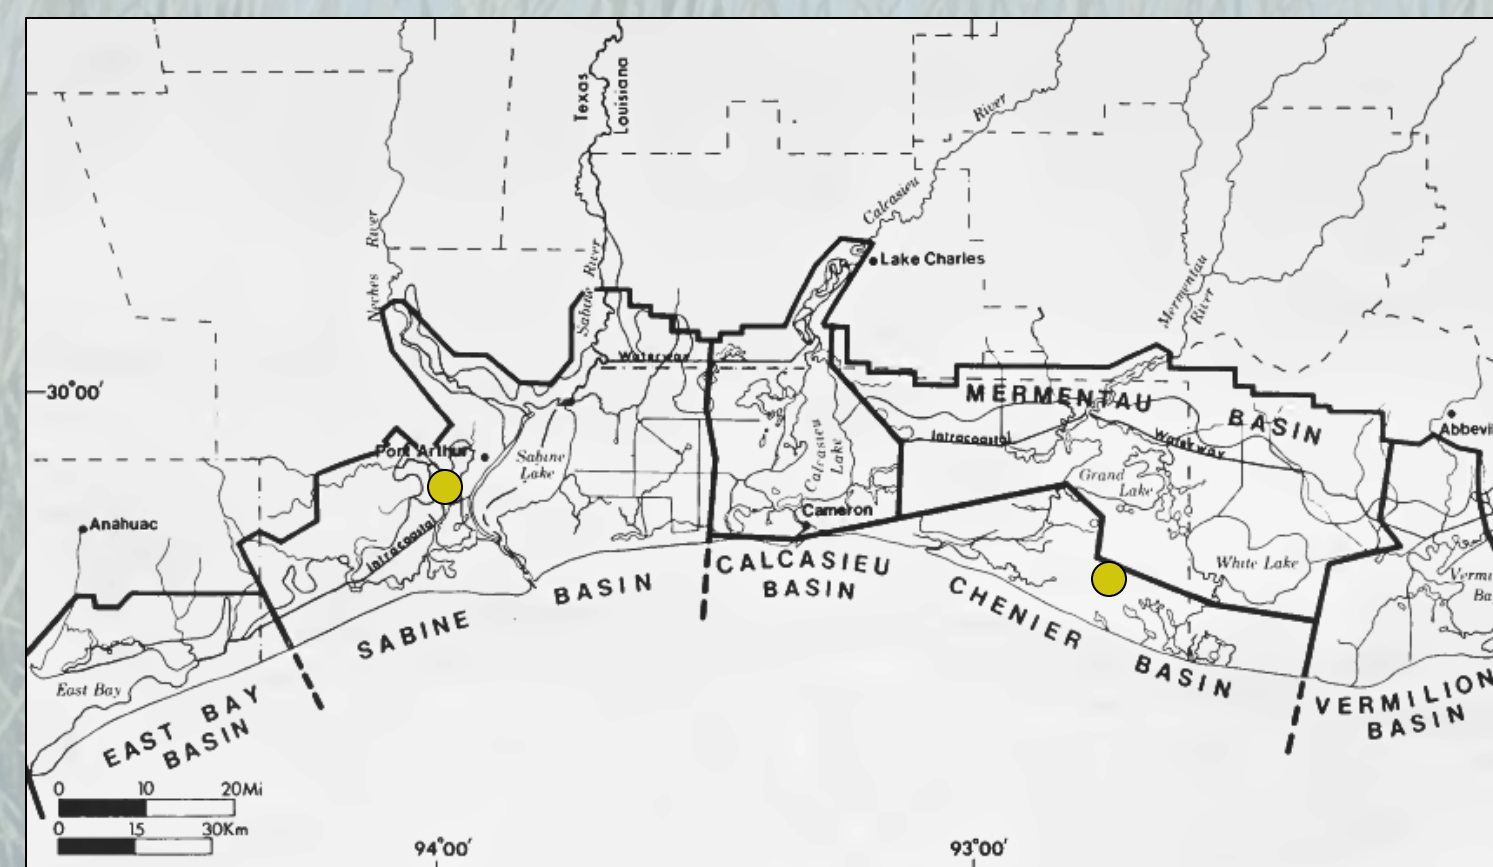 Texas
Louisiana
River
Calcasieu
Neches River
Sabine River
Lake Charles
Mermentau
River
Waterway
30°00'
MERMENTAU
BASIN
Intracoastal
Waterway
Port Arthur
Sabine
Lake
Calcasieu
Lake
Grand
Lake
Abbevil
Anahuac
Intracoastal
Cameron
White Lake
Vermi
Ba
CALCASIEU
BASIN
SABINE
BASIN
CHENIER
BASIN
East Bay
EAST BAY
BASIN
VERMILION
BASIN
0 10 20Mi
0 15 30Km
94°00'
93°00'